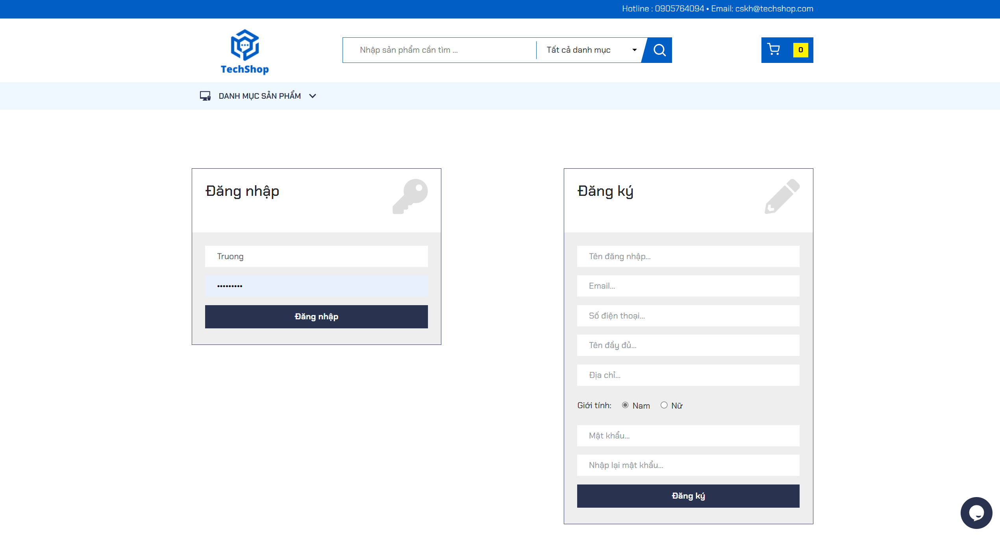 Hotline : 0905764094 • Email: cskh@techshop.com
TechShop
Nhập sản phẩm cần tìm ...
Tất cả danh mục
0
DANH MỤC SẢN PHẨM
Đăng nhập
Truong
•••••••••
Đăng nhập
Đăng ký
Tên đăng nhập...
Email...
Số điện thoại...
Tên đầy đủ...
Địa chỉ...
Giới tính: Nam Nữ
Mật khẩu...
Nhập lại mật khẩu...
Đăng ký